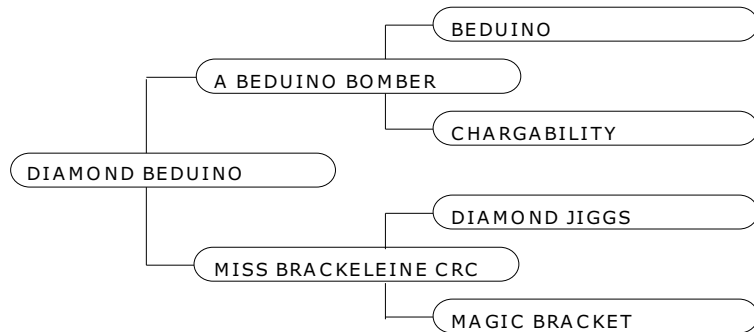 BEDUINO
A BEDUINO BOMBER
CHARGABILITY
DIAMOND BEDUINO
DIAMOND JIGGS
MISS BRACKELEINE CRC
MAGIC BRACKET